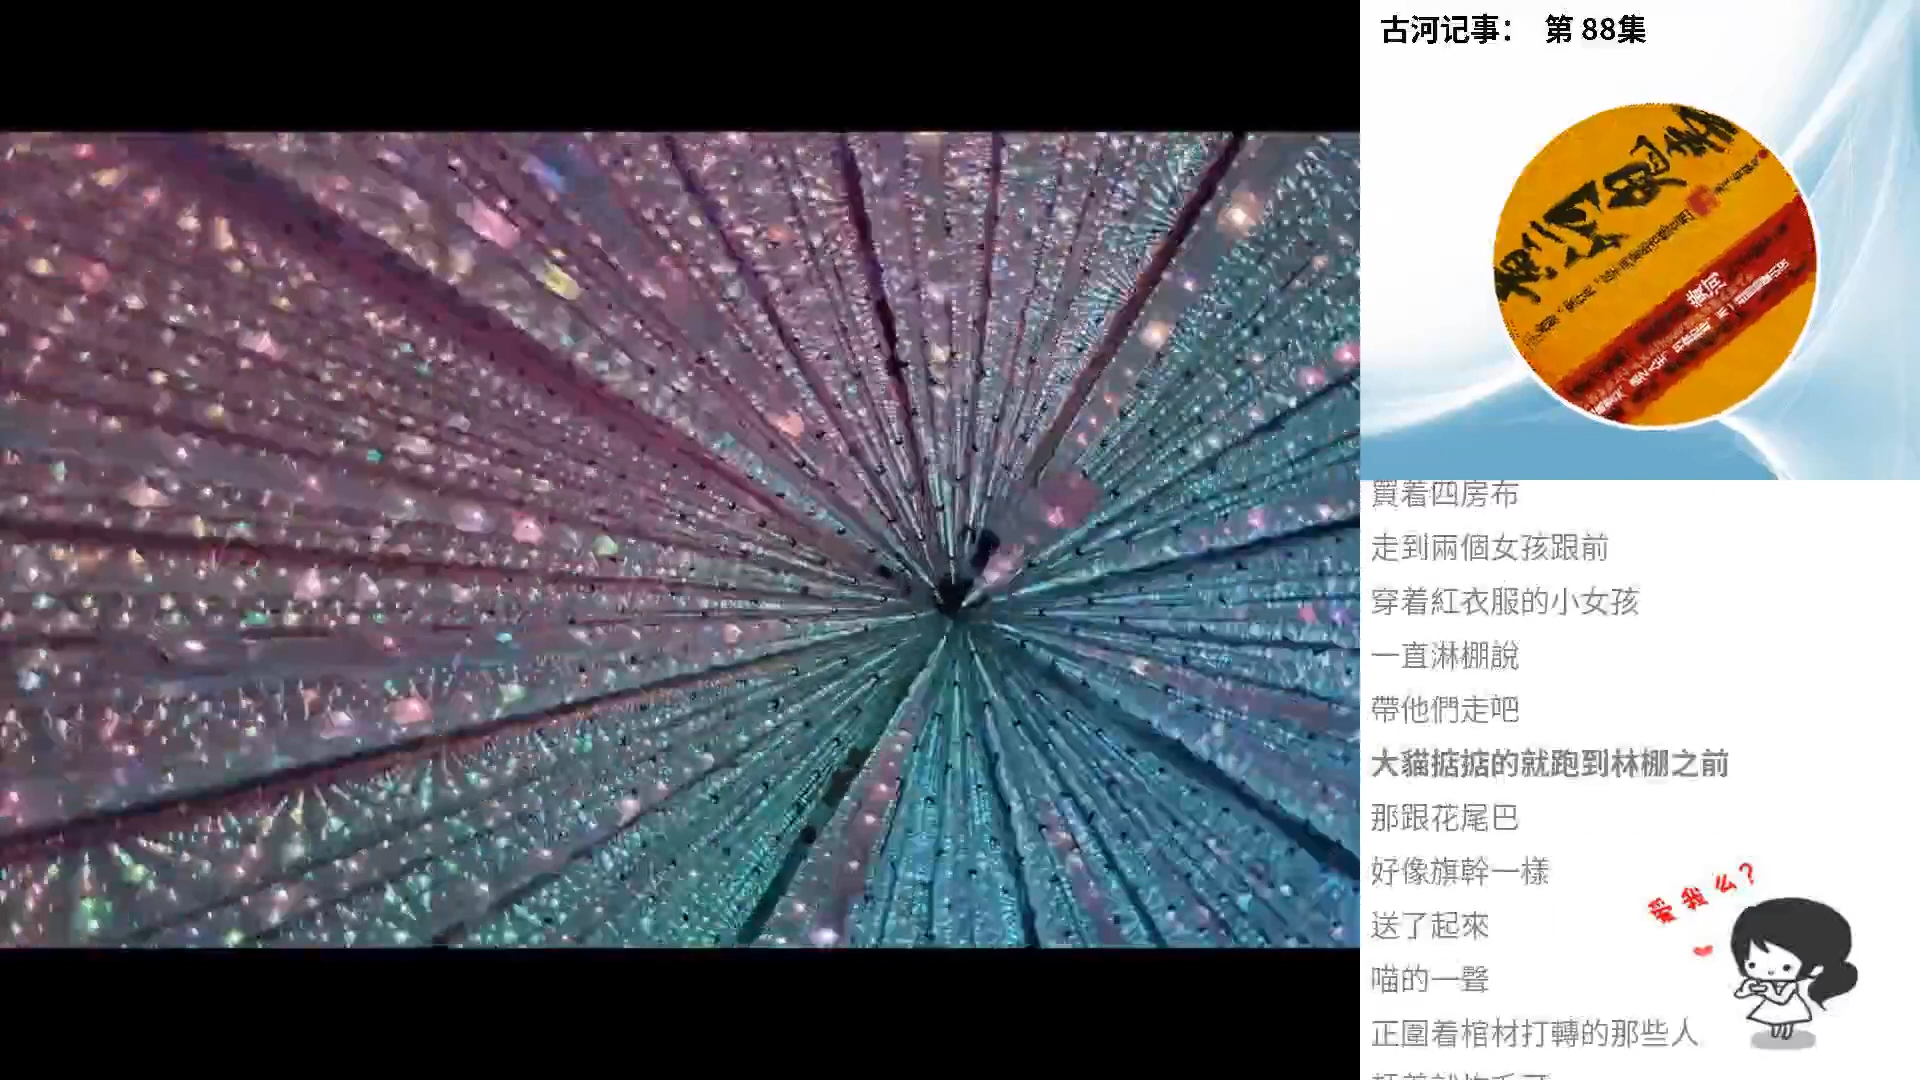 古河记事： 第 88集
買着四房布
走到兩個女孩跟前
穿着紅衣服的小女孩
一直淋棚說
帶他們走吧
大貓掂掂的就跑到林棚之前
那跟花尾巴
好像旗幹一樣
送了起來
喵的一聲
正圍着棺材打轉的那些人
爱我么？